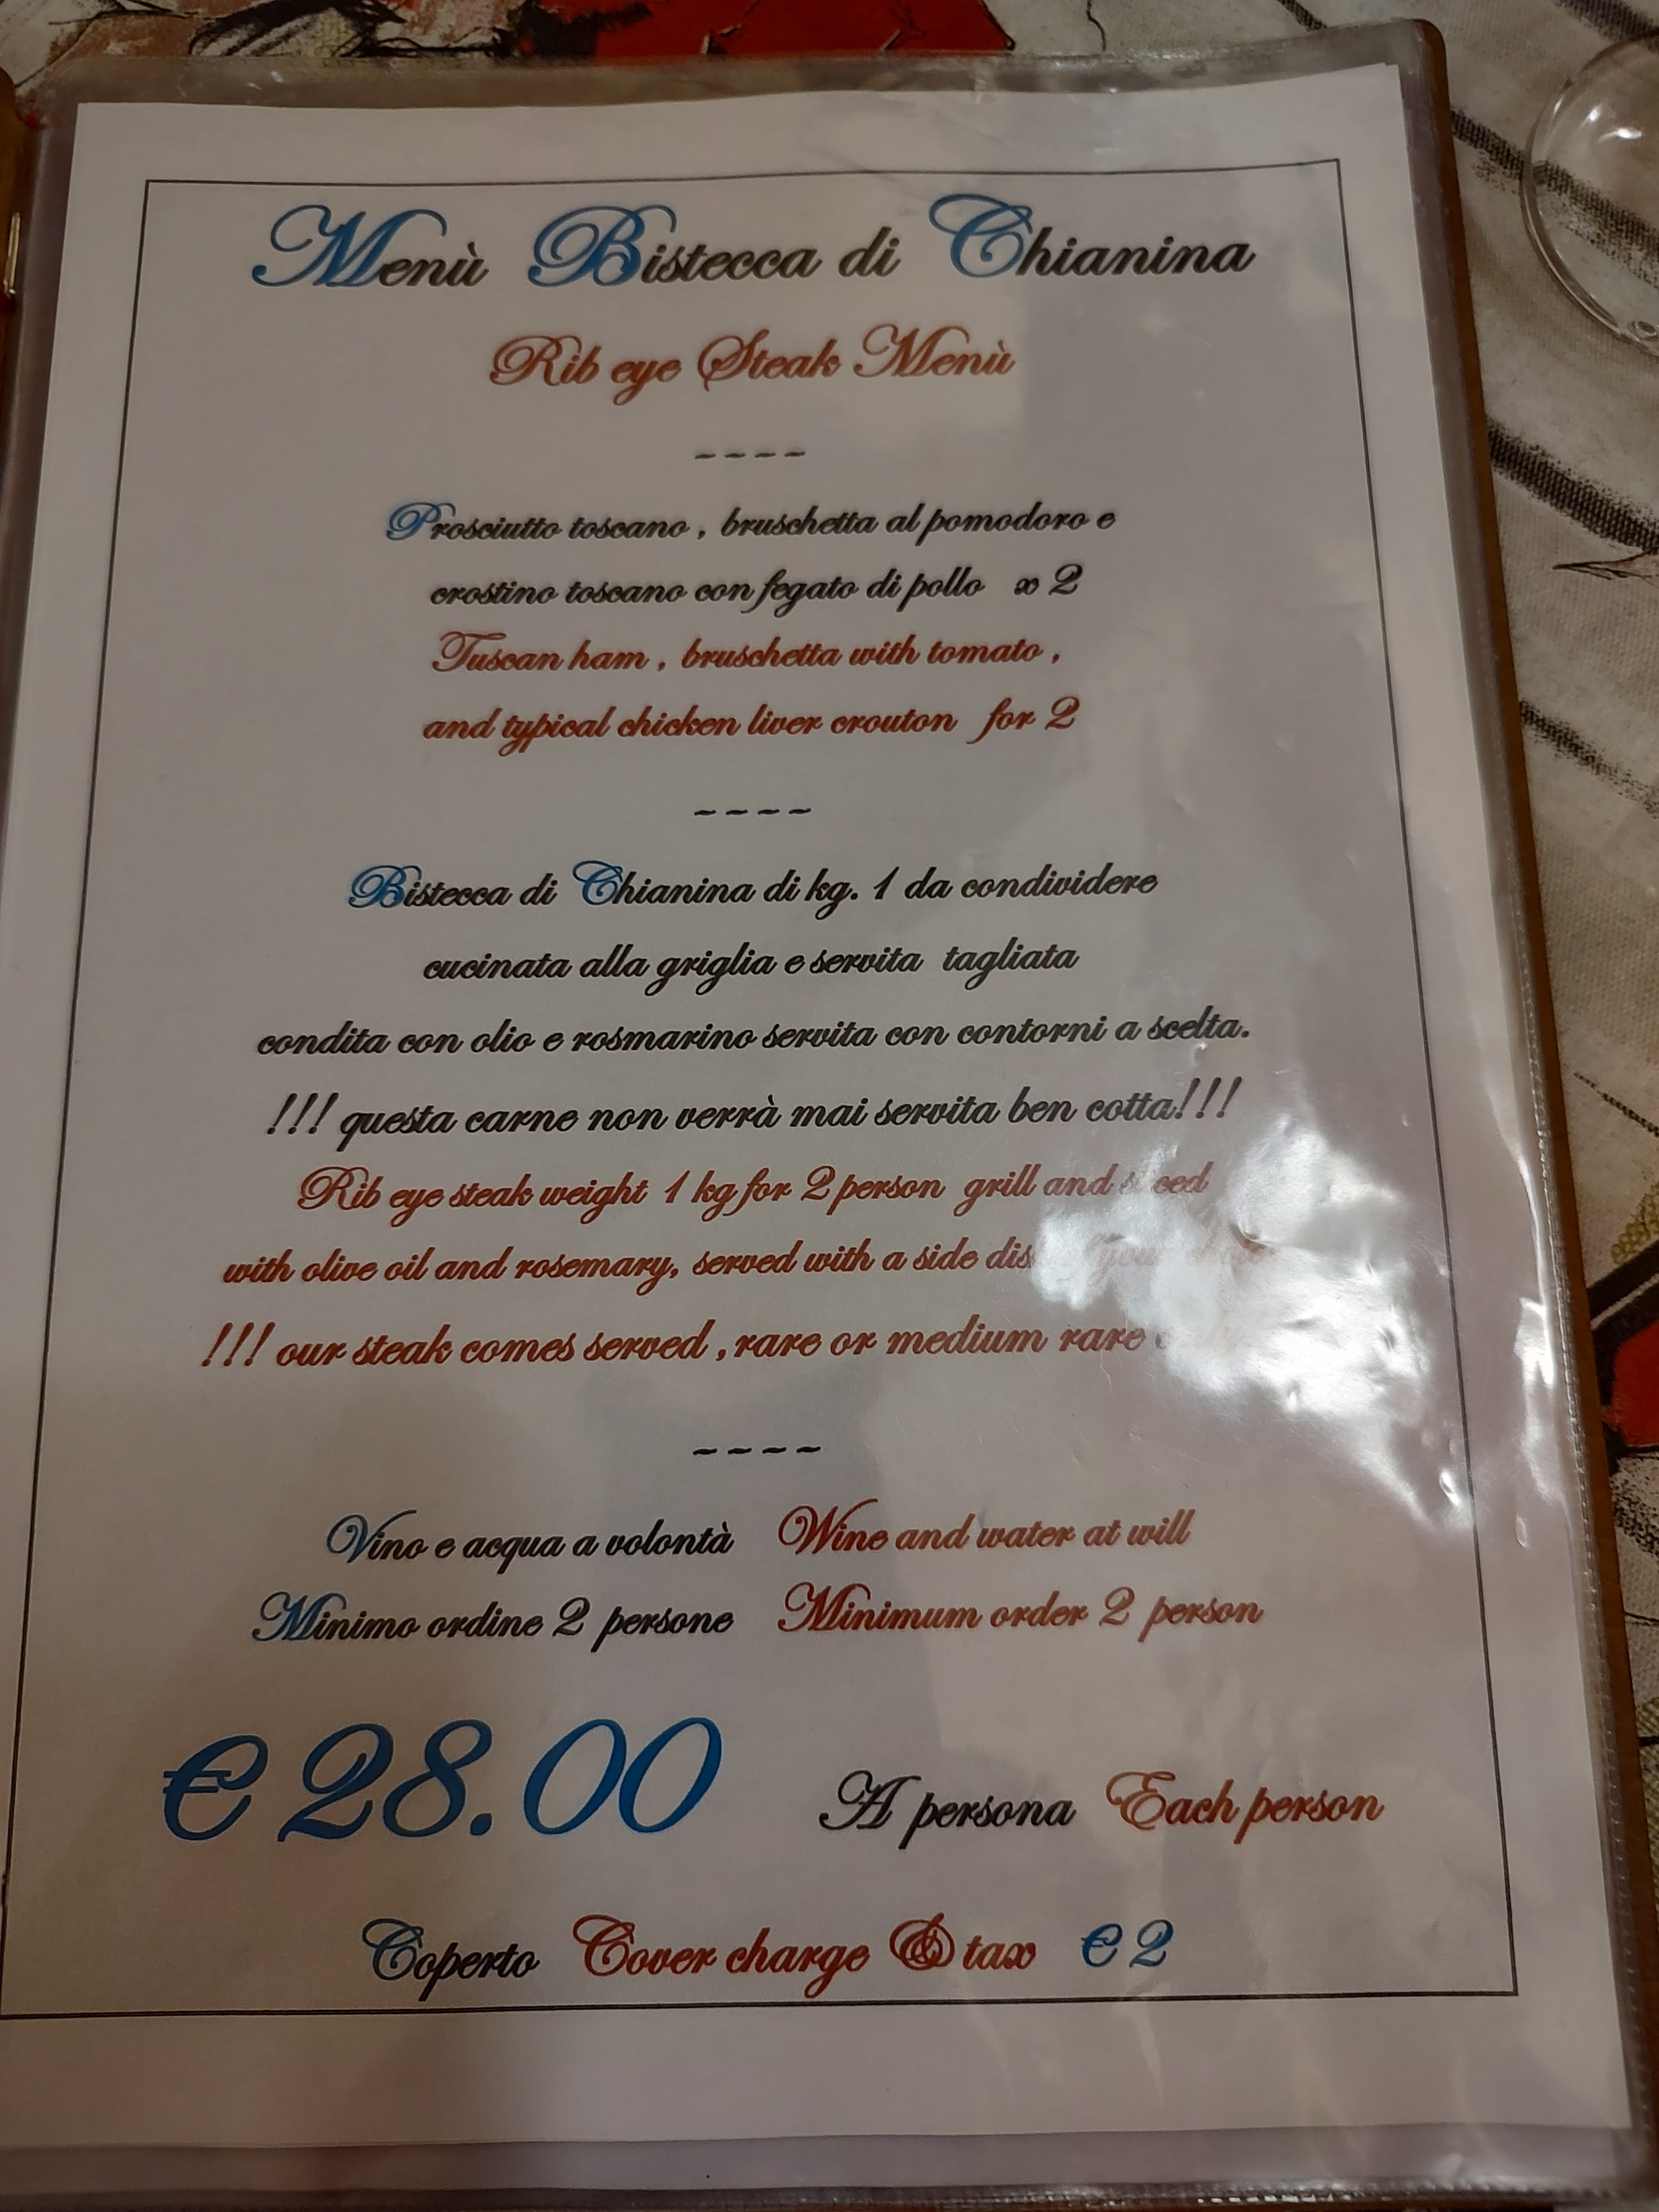 Menù Bistecca di Chianina
Rib eye Steak Menù
~~~~
Prosciutto toscano , bruschetta al pomodoro e
crostino toscano con fegato di pollo x 2
Tuscan ham , bruschetta with tomato ,
and typical chicken liver crouton for 2
~~~~
Bistecca di Chianina di kg. 1 da condividere
cucinata alla griglia e servita tagliata
condita con olio e rosmarino servita con contorni a scelta.
!!! questa carne non verrà mai servita ben cotta!!!
Rib eye steak weight 1 kg for 2 person grill and sliced
with olive oil and rosemary, served with a side
!!! our steak comes served , rare or medium rare
~~~~
Vino e acqua a volontà Wine and water at will
Minimo ordine 2 persone Minimum order 2 person
€ 28.00 A persona Each person
Coperto Cover charge & tax € 2